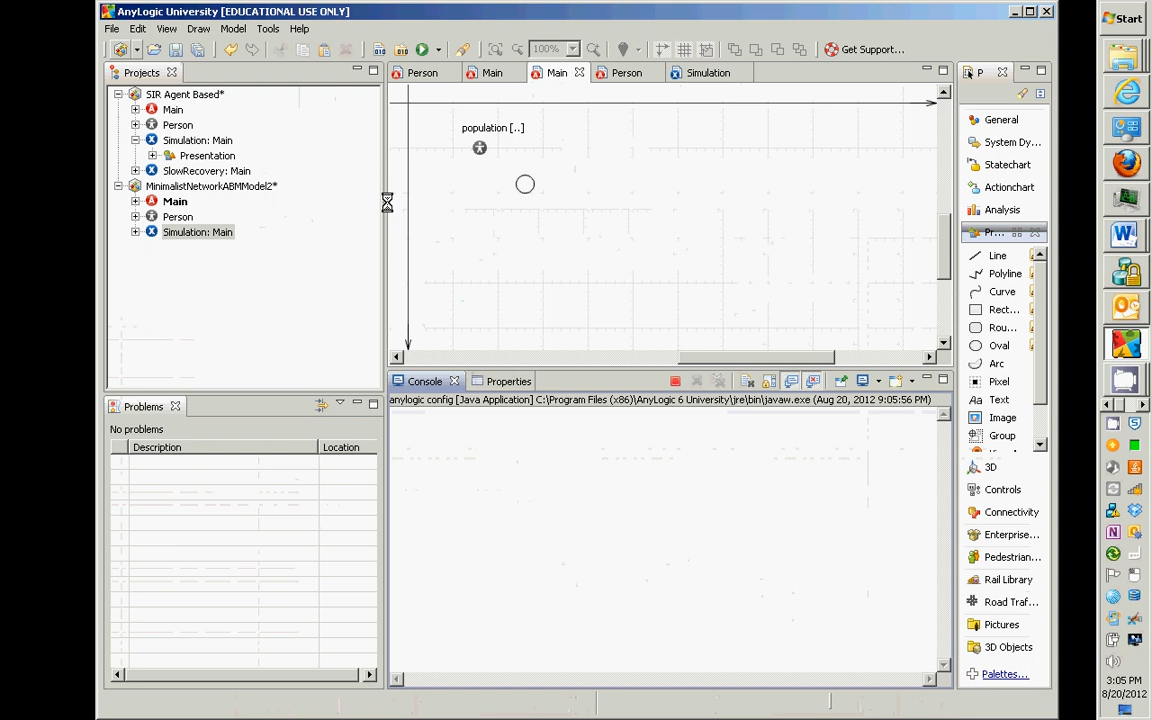 AnyLogic University [EDUCATIONAL USE ONLY]
File Edit View Draw Model Tools Help
100% Get Support...
Projects
SIR Agent Based*
Main
Person
Simulation: Main
Presentation
SlowRecovery: Main
MinimalistNetworkABMModel2*
Main
Person
Simulation: Main
Person Main Main Person Simulation
population [..]
Console Properties
anylogic config [Java Application] C:\Program Files (x86)\AnyLogic 6 University\jre\bin\javaw.exe (Aug 20, 2012 9:05:56 PM)
Problems
No problems
Description Location
P
General
System Dy...
Statechart
Actionchart
Analysis
Pr...
Line
Polyline
Curve
Rect...
Rou...
Oval
Arc
Pixel
Text
Image
Group
3D
Controls
Connectivity
Enterprise...
Pedestrian...
Rail Library
Road Traf...
Pictures
3D Objects
Palettes...
Start
3:05 PM
8/20/2012